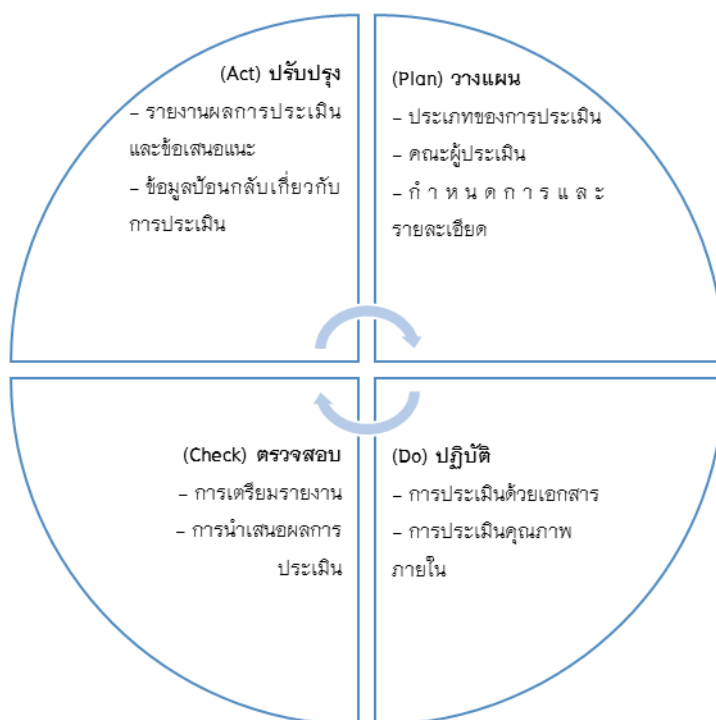 (Act) ปรับปรุง
– รายงานผลการประเมิน
และข้อเสนอแนะ
– ข้อมูลป้อนกลับเกี่ยวกับ
การประเมิน
(Plan) วางแผน
– ประเภทของการประเมิน
– คณะผู้ประเมิน
– กำหนดการและ
รายละเอียด
(Check) ตรวจสอบ
– การเตรียมรายงาน
– การนำเสนอผลการ
ประเมิน
(Do) ปฏิบัติ
– การประเมินด้วยเอกสาร
– การประเมินคุณภาพ
ภายใน